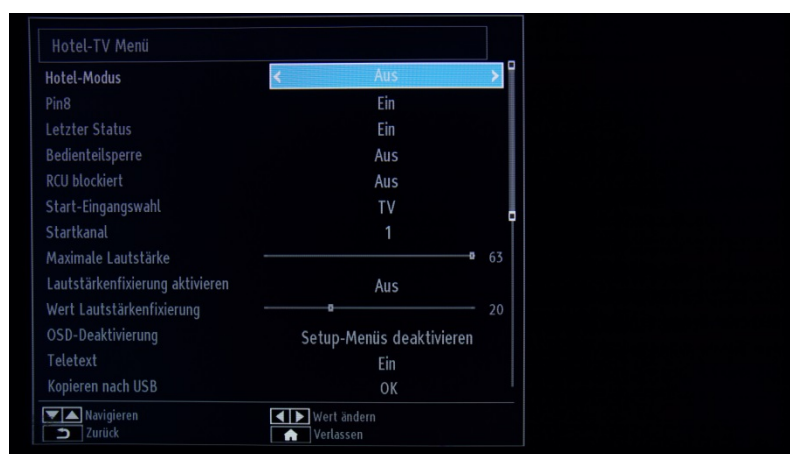 Hotel-TV Menü
Hotel-Modus Aus
Pin8 Ein
Letzter Status Ein
Bedienteilsperre Aus
RCU blockiert Aus
Start-Eingangswahl TV
Startkanal 1
Maximale Lautstärke 63
Lautstärkenfixierung aktivieren Aus
Wert Lautstärkenfixierung 20
OSD-Deaktivierung Setup-Menüs deaktivieren
Teletext Ein
Kopieren nach USB OK
Navigieren Wert ändern
Zurück Verlassen